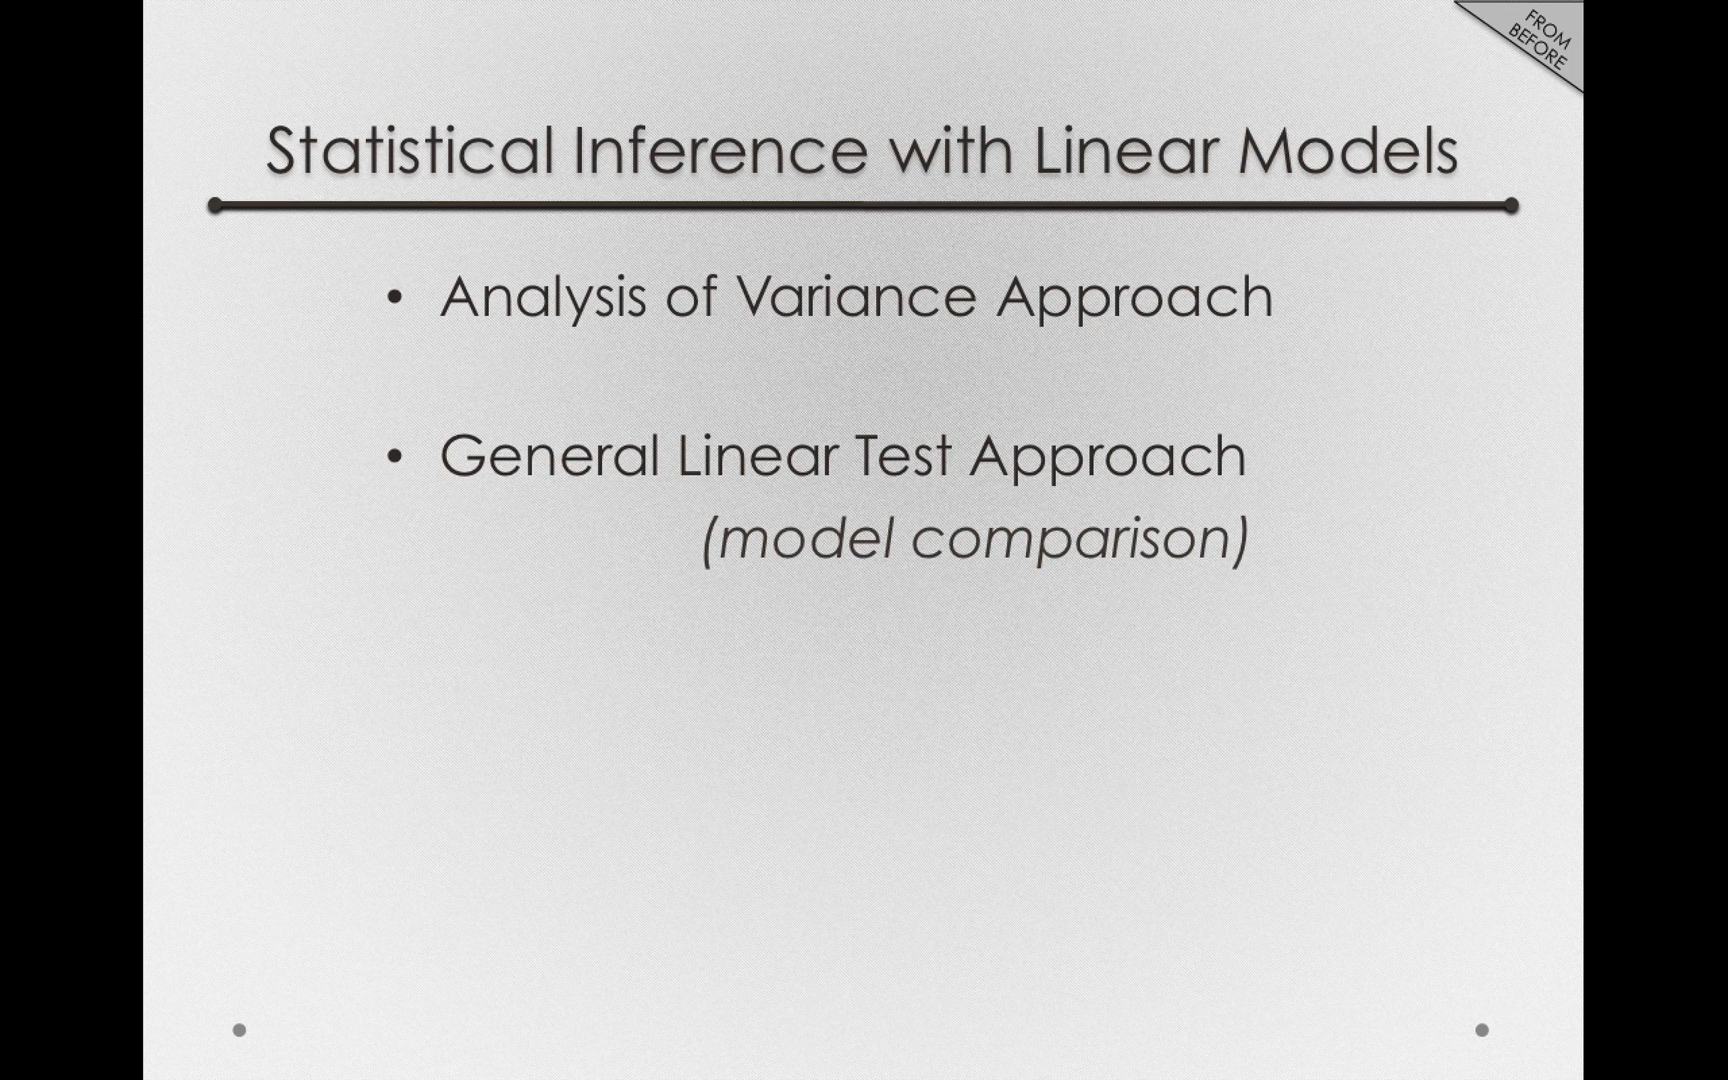 FROM
BEFORE
Statistical Inference with Linear Models
• Analysis of Variance Approach
• General Linear Test Approach
(model comparison)